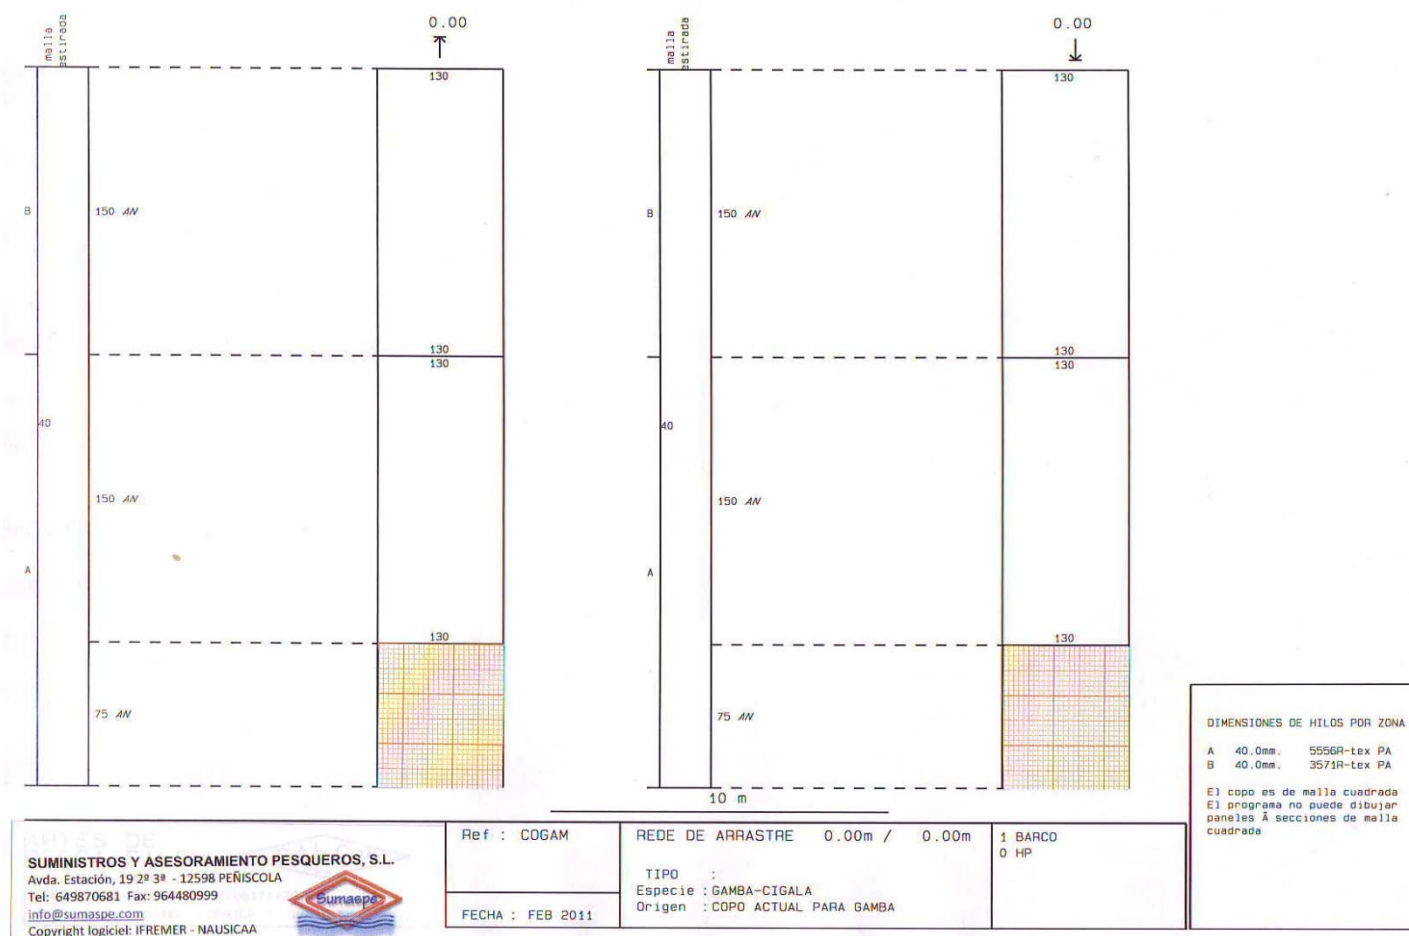 malla
estirada
0.00
130
B
150 AN
130
130
40
150 AN
A
130
75 AN
malla
estirada
0.00
130
B
150 AN
130
130
40
150 AN
A
130
75 AN
10 m
DIMENSIONES DE HILOS POR ZONA
A 40.0mm. 5556R-tex PA
B 40.0mm. 3571R-tex PA
El copo es de malla cuadrada
El programa no puede dibujar
paneles Ä secciones de malla
cuadrada
SUMINISTROS Y ASESORAMIENTO PESQUEROS, S.L.
Avda. Estación, 19 2º 3ª - 12598 PEÑISCOLA
Tel: 649870681 Fax: 964480999
info@sumaspe.com
Copyright logiciel: IFREMER - NAUSICAA
Sumaspe
Ref : COGAM
FECHA : FEB 2011
REDE DE ARRASTRE 0.00m / 0.00m
TIPO :
Especie : GAMBA-CIGALA
Origen : COPO ACTUAL PARA GAMBA
1 BARCO
0 HP